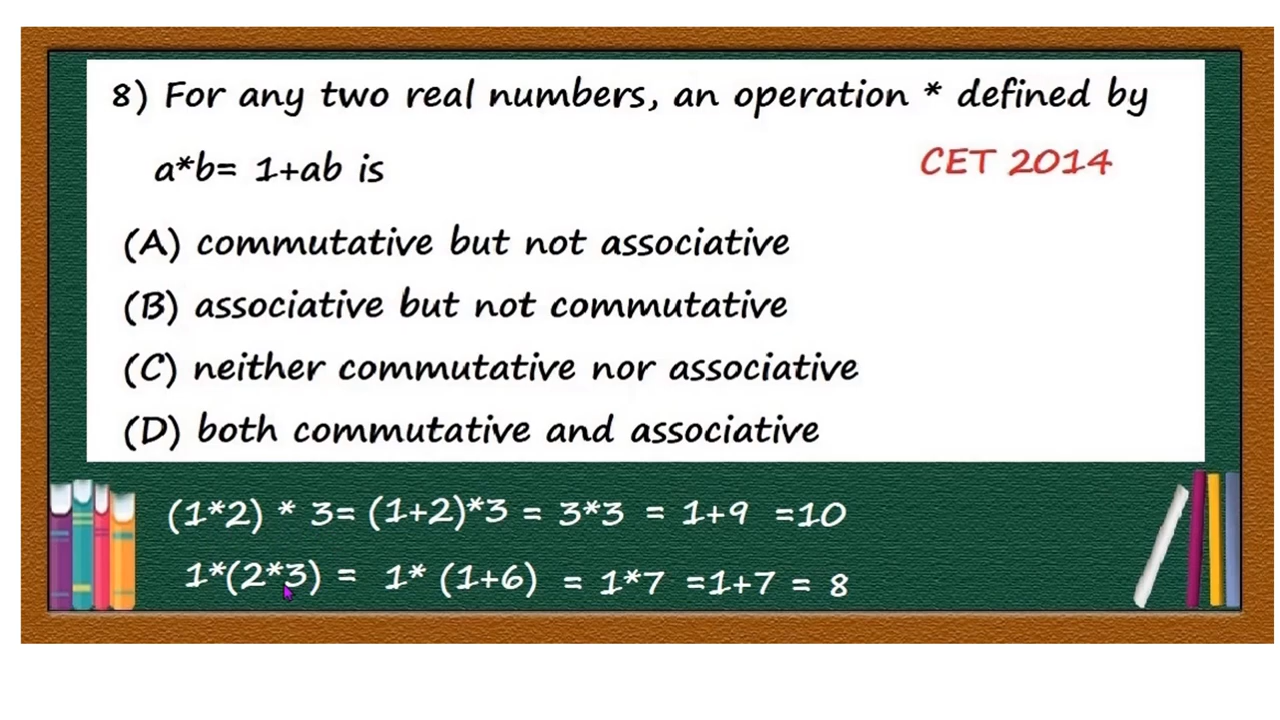 8) For any two real numbers, an operation * defined by
a*b= 1+ab is
CET 2014
(A) commutative but not associative
(B) associative but not commutative
(C) neither commutative nor associative
(D) both commutative and associative
(1*2) * 3= (1+2)*3 = 3*3 = 1+9 =10
1*(2*3) = 1* (1+6) = 1*7 =1+7 = 8